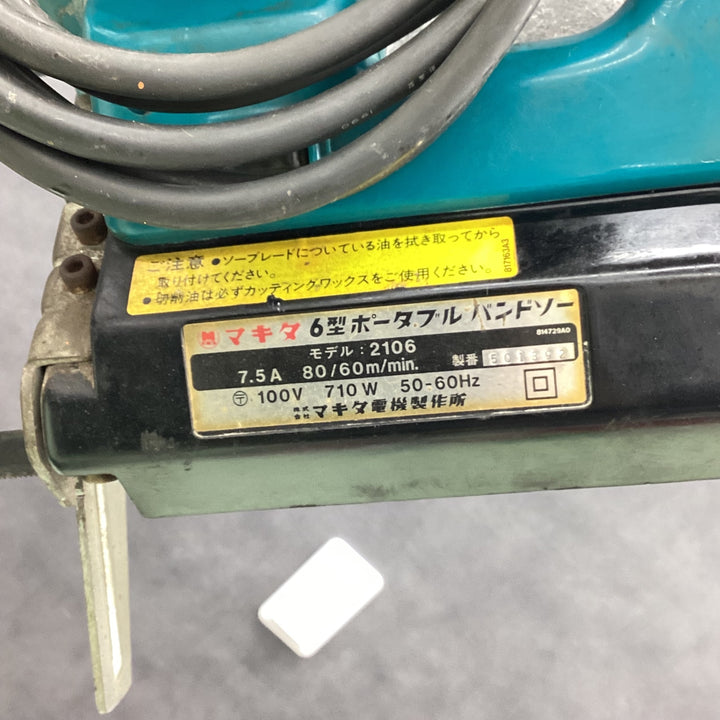 ご注意 ●ソーブレードについている油を拭き取ってから
取り付けてください。
●切削油は必ずカッティングワックスをご使用ください。
817163A3
マキタ 6型ポータブルバンドソー
814729A0
モデル:2106
7.5A 80/60m/min. 製番
〒 100V 710W 50-60Hz
株式会社 マキタ電機製作所
1990